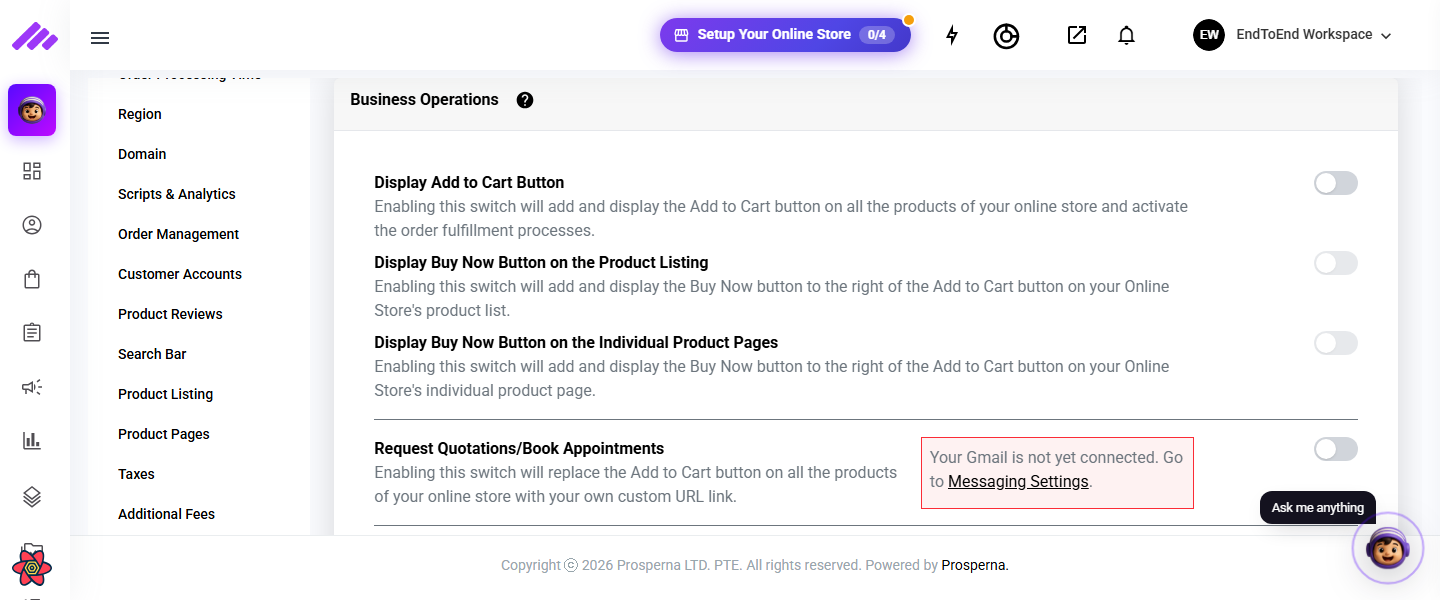 Setup Your Online Store 0/4
EW EndToEnd Workspace
Order Processing Time
Region
Domain
Scripts & Analytics
Order Management
Customer Accounts
Product Reviews
Search Bar
Product Listing
Product Pages
Taxes
Additional Fees
Business Operations
Display Add to Cart Button
Enabling this switch will add and display the Add to Cart button on all the products of your online store and activate
the order fulfillment processes.
Display Buy Now Button on the Product Listing
Enabling this switch will add and display the Buy Now button to the right of the Add to Cart button on your Online
Store's product list.
Display Buy Now Button on the Individual Product Pages
Enabling this switch will add and display the Buy Now button to the right of the Add to Cart button on your Online
Store's individual product page.
Request Quotations/Book Appointments
Enabling this switch will replace the Add to Cart button on all the products
of your online store with your own custom URL link.
Your Gmail is not yet connected. Go
to Messaging Settings.
Ask me anything
Copyright © 2026 Prosperna LTD. PTE. All rights reserved. Powered by Prosperna.